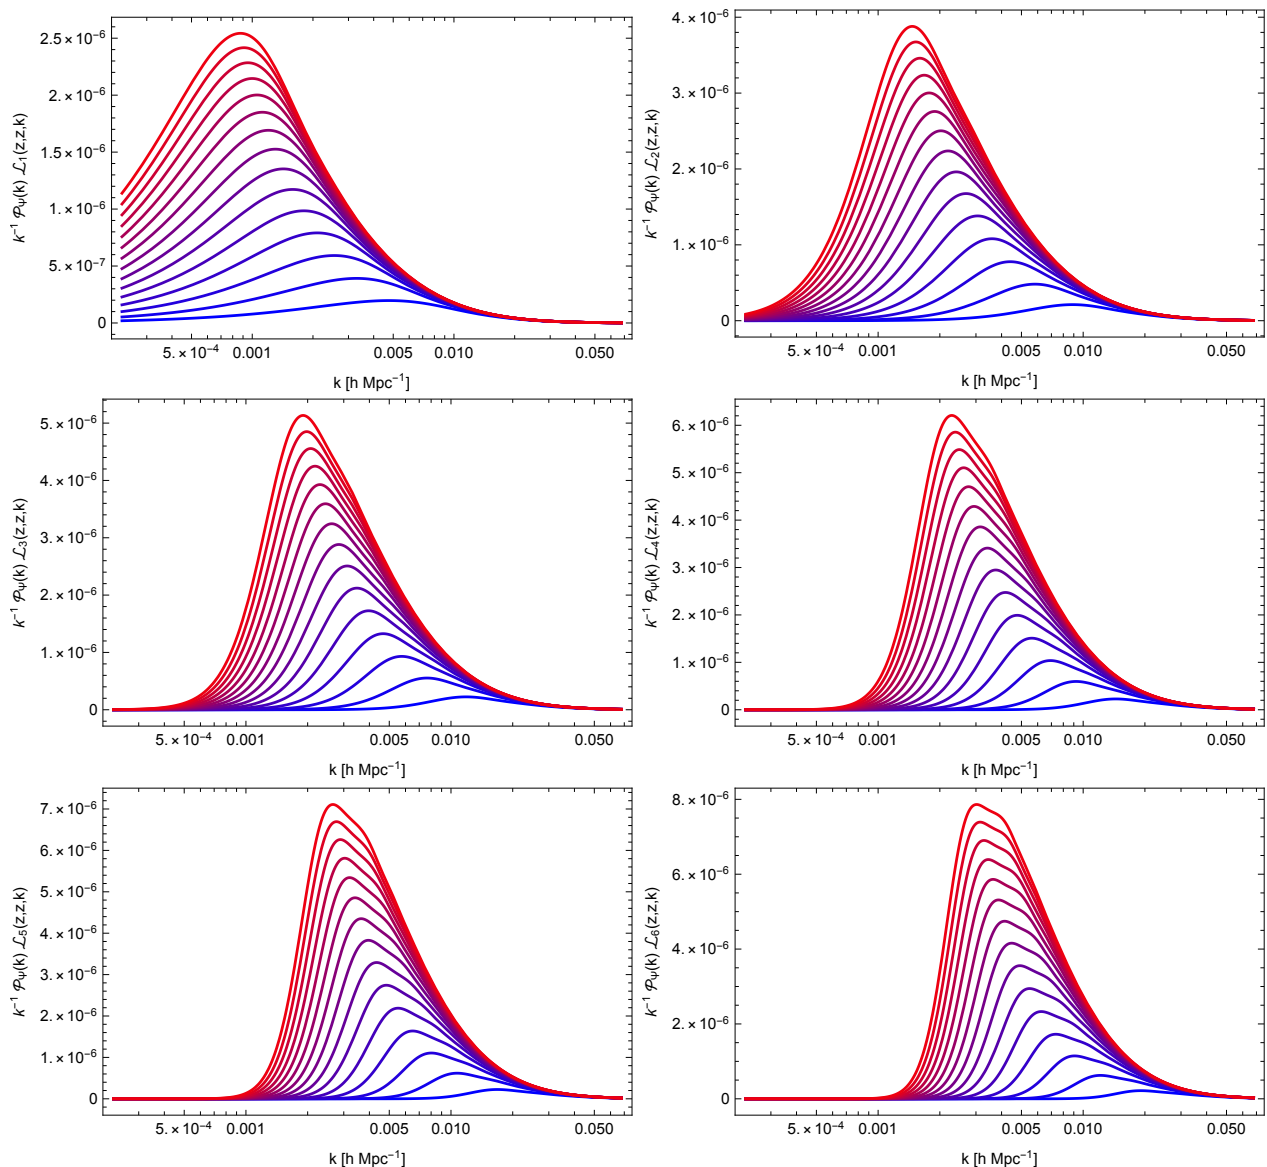 2.5×10⁻⁶
2.×10⁻⁶
1.5×10⁻⁶
1.×10⁻⁶
5.×10⁻⁷
0
k⁻¹ 𝒫_Ψ(k) ℒ₁(z,z,k)
5.×10⁻⁴ 0.001 0.005 0.010 0.050
k [h Mpc⁻¹]
4.×10⁻⁶
3.×10⁻⁶
2.×10⁻⁶
1.×10⁻⁶
0
k⁻¹ 𝒫_Ψ(k) ℒ₂(z,z,k)
5.×10⁻⁴ 0.001 0.005 0.010 0.050
k [h Mpc⁻¹]
5.×10⁻⁶
4.×10⁻⁶
3.×10⁻⁶
2.×10⁻⁶
1.×10⁻⁶
0
k⁻¹ 𝒫_Ψ(k) ℒ₃(z,z,k)
5.×10⁻⁴ 0.001 0.005 0.010 0.050
k [h Mpc⁻¹]
6.×10⁻⁶
5.×10⁻⁶
4.×10⁻⁶
3.×10⁻⁶
2.×10⁻⁶
1.×10⁻⁶
0
k⁻¹ 𝒫_Ψ(k) ℒ₄(z,z,k)
5.×10⁻⁴ 0.001 0.005 0.010 0.050
k [h Mpc⁻¹]
7.×10⁻⁶
6.×10⁻⁶
5.×10⁻⁶
4.×10⁻⁶
3.×10⁻⁶
2.×10⁻⁶
1.×10⁻⁶
0
k⁻¹ 𝒫_Ψ(k) ℒ₅(z,z,k)
5.×10⁻⁴ 0.001 0.005 0.010 0.050
k [h Mpc⁻¹]
8.×10⁻⁶
6.×10⁻⁶
4.×10⁻⁶
2.×10⁻⁶
0
k⁻¹ 𝒫_Ψ(k) ℒ₆(z,z,k)
5.×10⁻⁴ 0.001 0.005 0.010 0.050
k [h Mpc⁻¹]